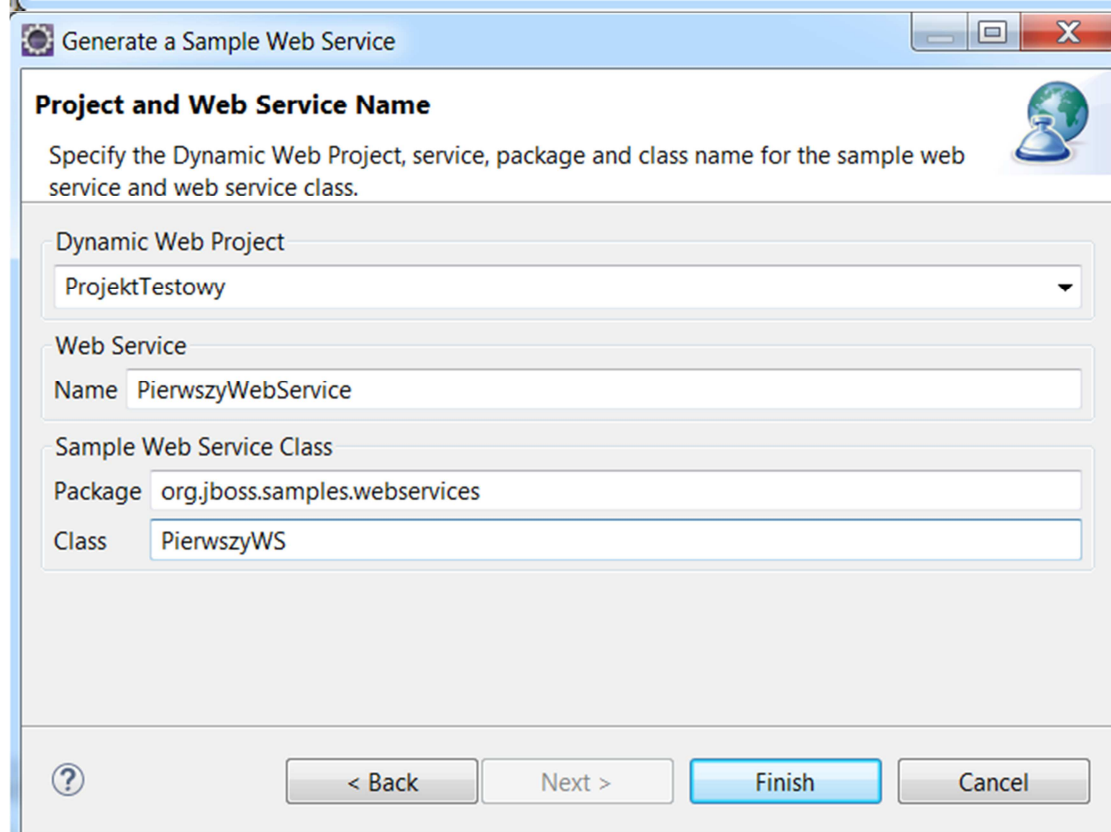 Generate a Sample Web Service
Project and Web Service Name
Specify the Dynamic Web Project, service, package and class name for the sample web
service and web service class.
Dynamic Web Project
ProjektTestowy
Web Service
Name PierwszyWebService
Sample Web Service Class
Package org.jboss.samples.webservices
Class PierwszyWS
? < Back Next > Finish Cancel